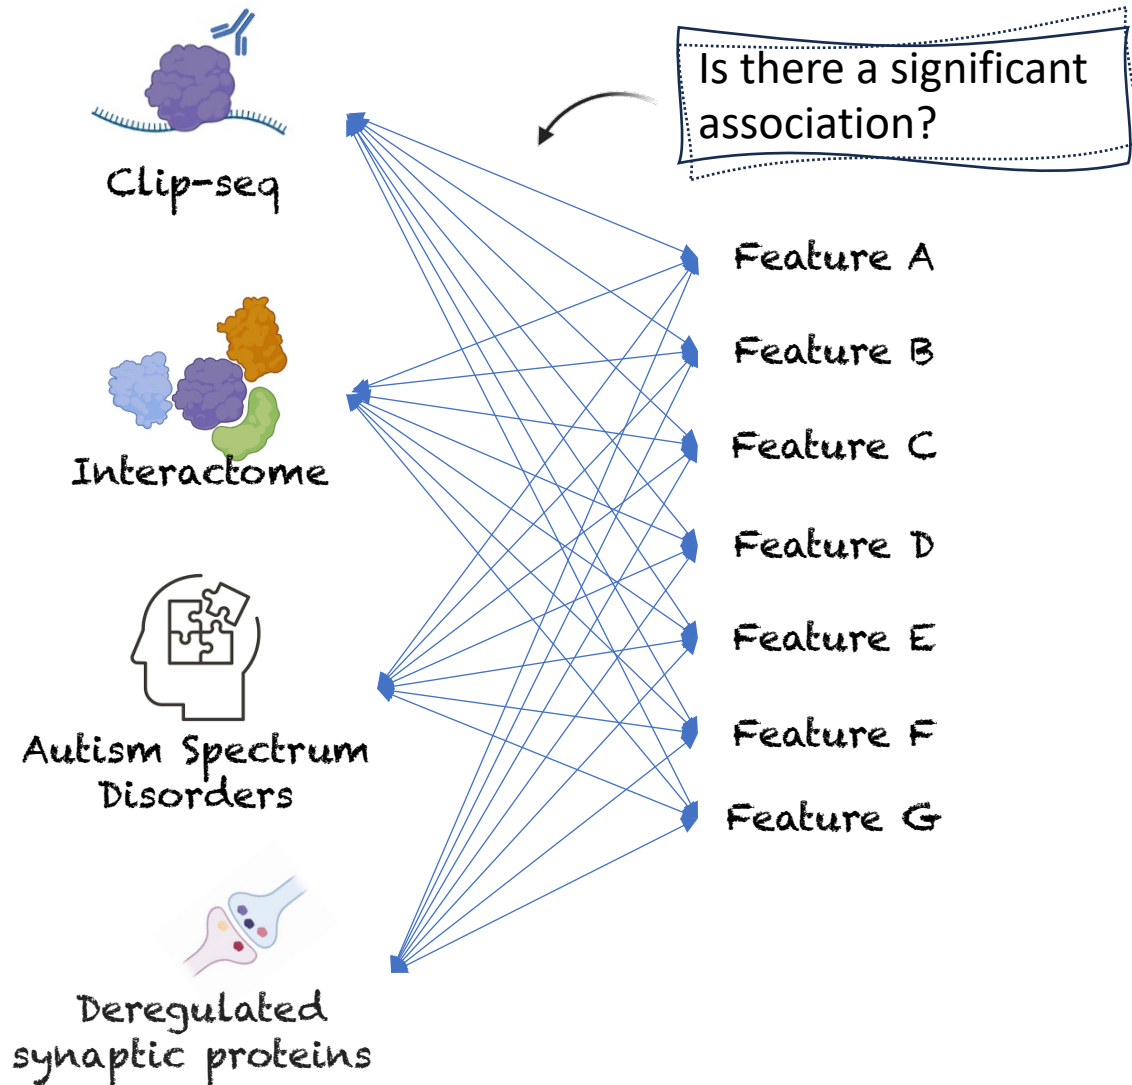 Is there a significant
association?
Clip-seq
Feature A
Feature B
Interactome
Feature C
Feature D
Feature E
Autism Spectrum
Disorders
Feature F
Feature G
Deregulated
synaptic proteins